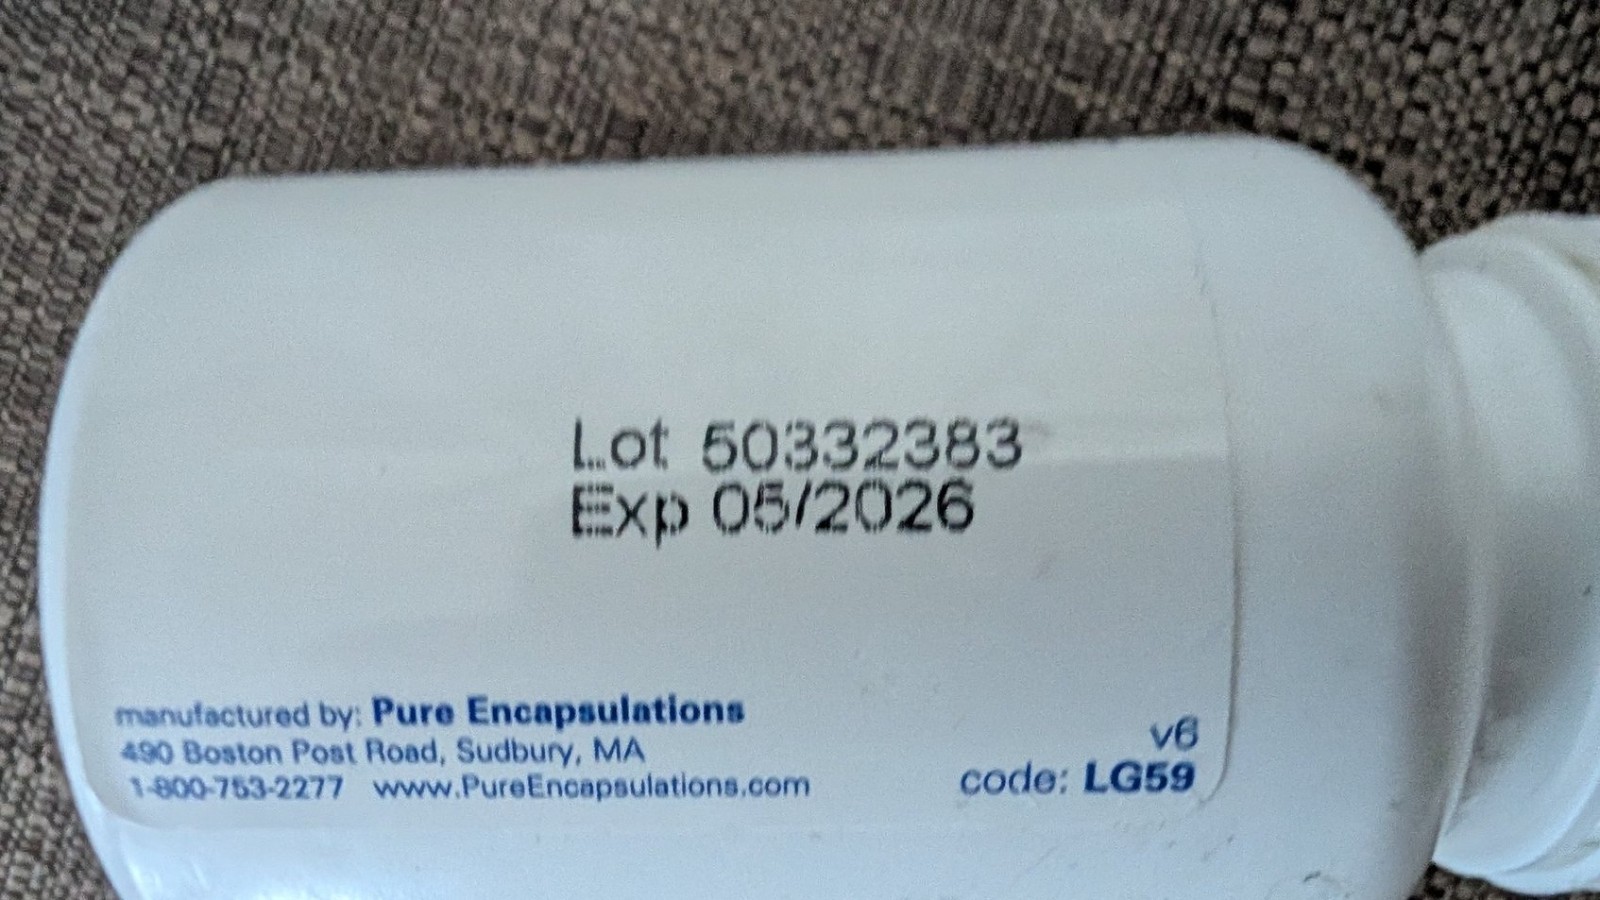 Lot 50332383
Exp 05/2026
manufactured by: Pure Encapsulations
490 Boston Post Road, Sudbury, MA
1-800-753-2277 www.PureEncapsulations.com
v6
code: LG59